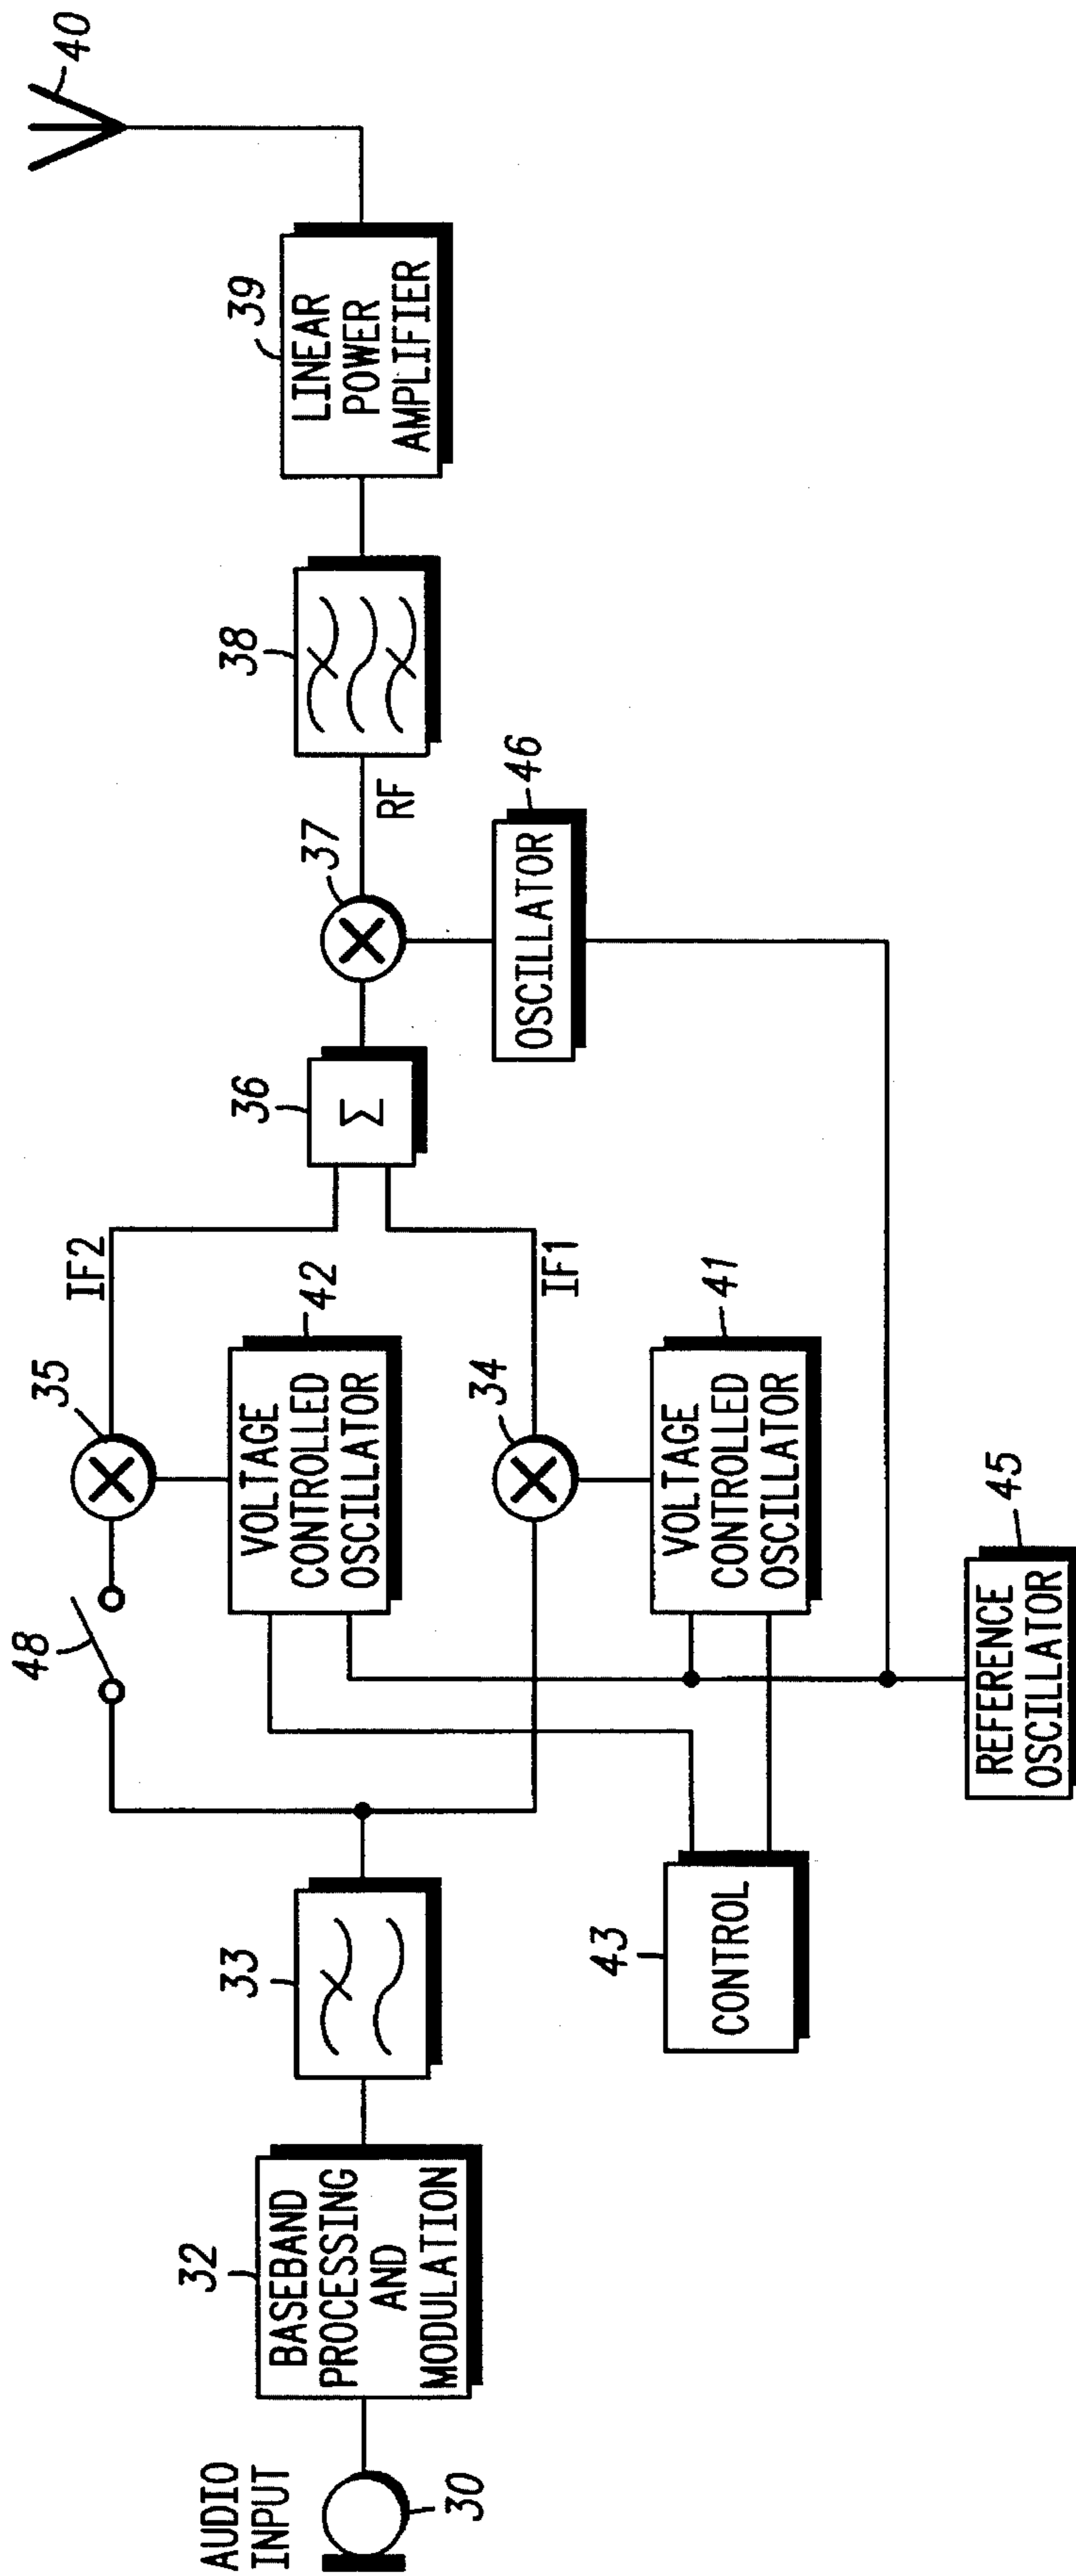 AUDIO
INPUT
30
32
BASEBAND
PROCESSING
AND
MODULATION
33
48
35
IF2
VOLTAGE
CONTROLLED
OSCILLATOR
42
34
IF1
VOLTAGE
CONTROLLED
OSCILLATOR
41
43
CONTROL
REFERENCE
OSCILLATOR
45
36
Σ
37
RF
OSCILLATOR
46
38
39
LINEAR
POWER
AMPLIFIER
40